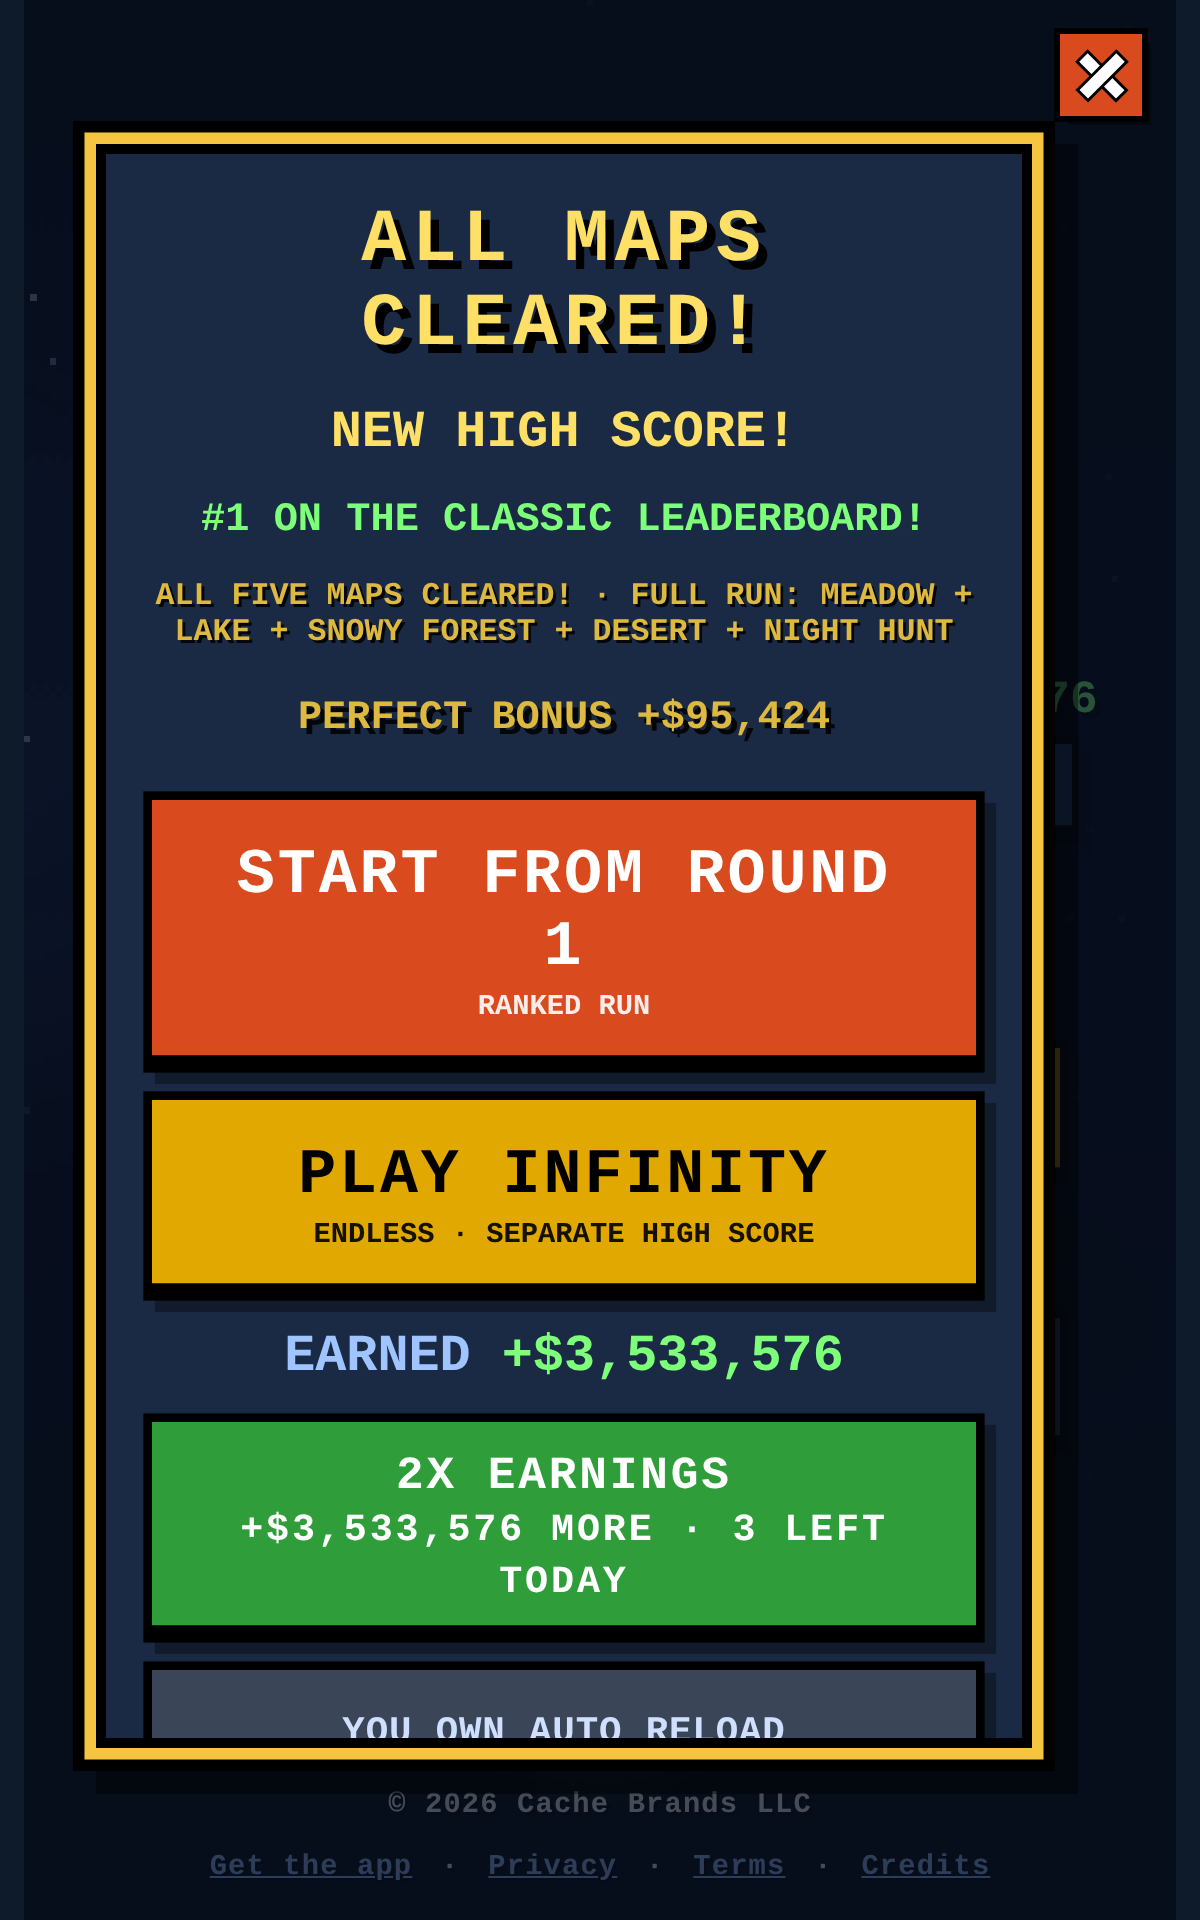 ALL MAPS
CLEARED!
NEW HIGH SCORE!
#1 ON THE CLASSIC LEADERBOARD!
ALL FIVE MAPS CLEARED! · FULL RUN: MEADOW +
LAKE + SNOWY FOREST + DESERT + NIGHT HUNT
76
PERFECT BONUS +$95,424
START FROM ROUND
1
RANKED RUN
PLAY INFINITY
ENDLESS · SEPARATE HIGH SCORE
EARNED +$3,533,576
2X EARNINGS
+$3,533,576 MORE · 3 LEFT
TODAY
YOU OWN AUTO RELOAD
© 2026 Cache Brands LLC
Get the app · Privacy · Terms · Credits